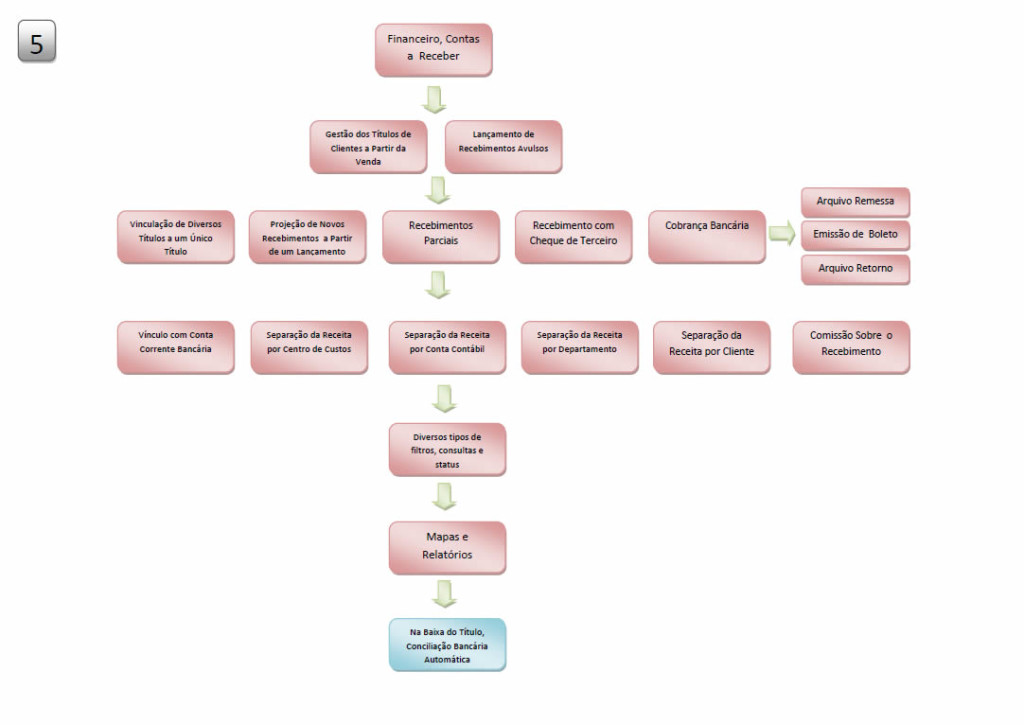 5
Financeiro, Contas
a Receber
Gestão dos Títulos de
Clientes a Partir da
Venda
Lançamento de
Recebimentos Avulsos
Vinculação de Diversos
Títulos a um Único
Título
Projeção de Novos
Recebimentos a Partir
de um Lançamento
Recebimentos
Parciais
Recebimento com
Cheque de Terceiro
Cobrança Bancária
Arquivo Remessa
Emissão de Boleto
Arquivo Retorno
Vínculo com Conta
Corrente Bancária
Separação da Receita
por Centro de Custos
Separação da Receita
por Conta Contábil
Separação da Receita
por Departamento
Separação da
Receita por Cliente
Comissão Sobre o
Recebimento
Diversos tipos de
filtros, consultas e
status
Mapas e
Relatórios
Na Baixa do Título,
Conciliação Bancária
Automática